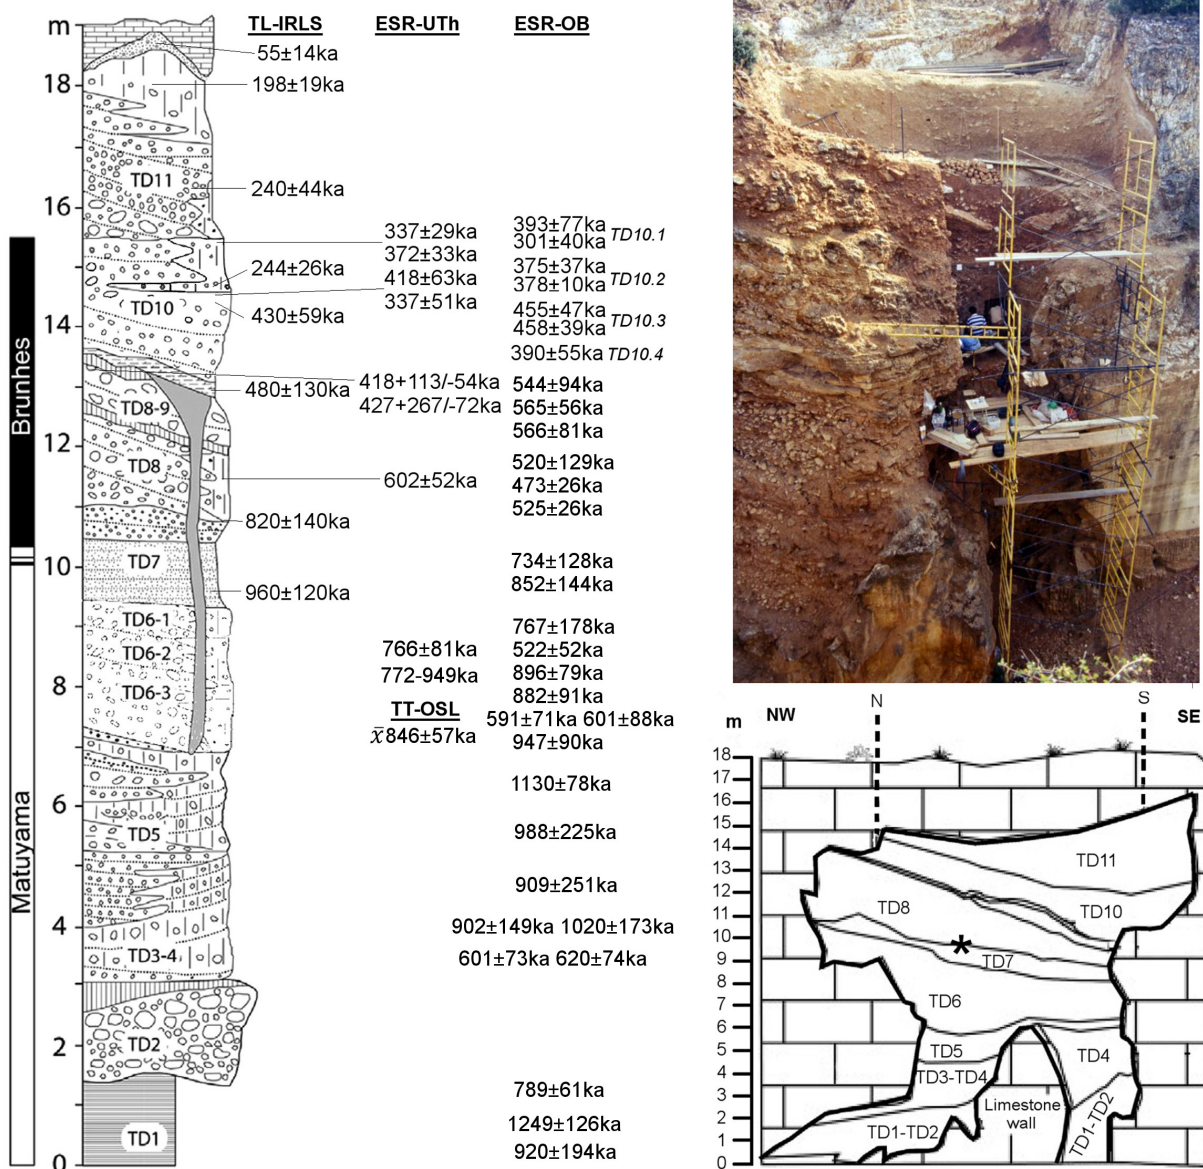 m
TL-IRLS
ESR-UTh
ESR-OB
55±14ka
18
198±19ka
TD11
240±44ka
16
337±29ka
393±77ka
301±40ka
TD10.1
372±33ka
244±26ka
418±63ka
375±37ka
378±10ka
TD10.2
337±51ka
TD10
430±59ka
455±47ka
458±39ka
TD10.3
14
390±55ka
TD10.4
480±130ka
418+113/-54ka
544±94ka
TD8-9
427+267/-72ka
565±56ka
12
566±81ka
TD8
602±52ka
520±129ka
473±26ka
820±140ka
525±26ka
Brunhes
10
TD7
734±128ka
960±120ka
852±144ka
TD6-1
767±178ka
TD6-2
766±81ka
522±52ka
8
772-949ka
896±79ka
TD6-3
882±91ka
TT-OSL
591±71ka 601±88ka
x̄ 846±57ka
947±90ka
6
1130±78ka
TD5
988±225ka
909±251ka
4
902±149ka 1020±173ka
TD3-4
601±73ka 620±74ka
Matuyama
2
TD2
789±61ka
TD1
1249±126ka
920±194ka
0
m
NW
N
S
SE
18
17
16
15
14
13
12
11
10
9
8
7
6
5
4
3
2
1
0
TD11
TD10
TD8
*
TD7
TD6
TD5
TD4
TD3-TD4
Limestone
wall
TD1-TD2
TD1-TD2